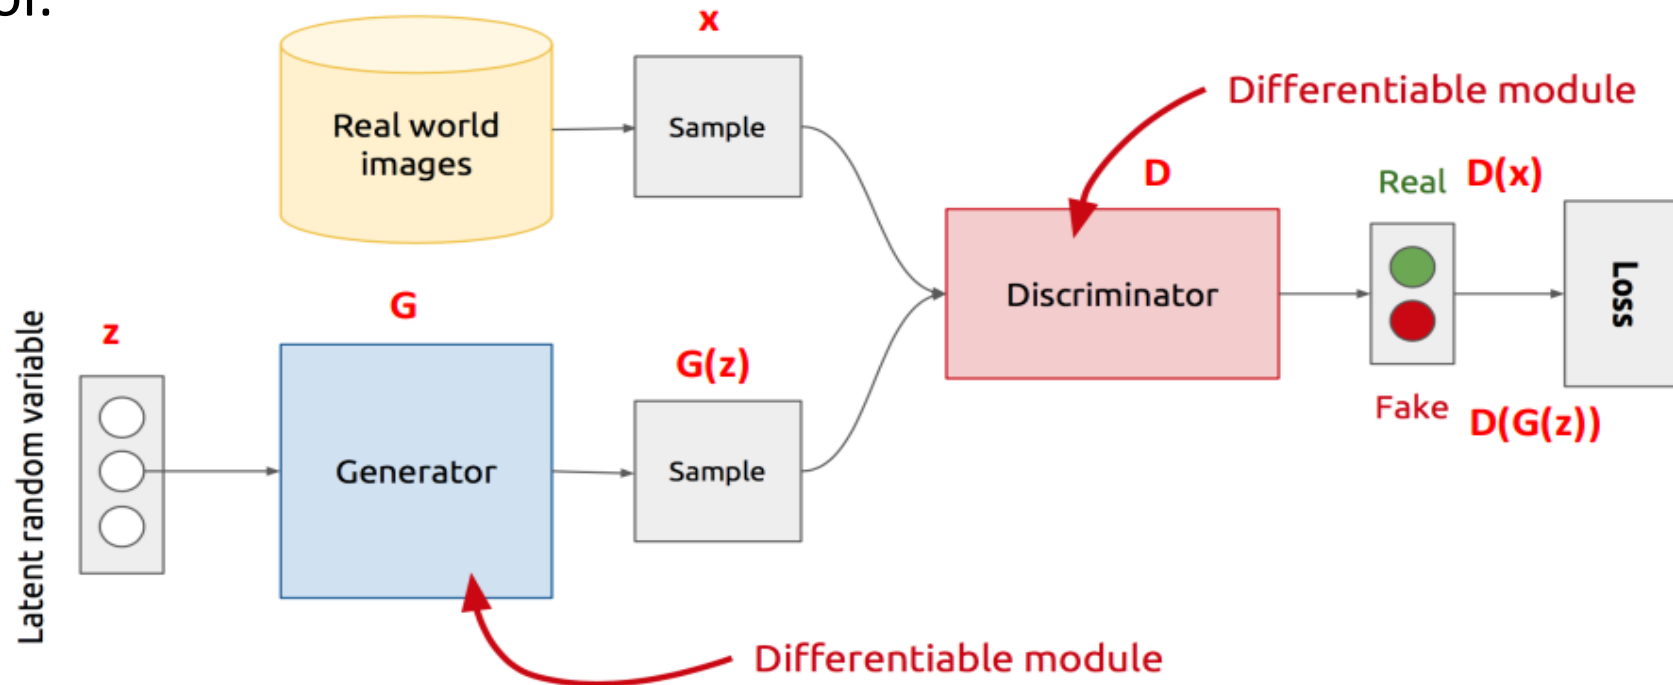 x
Real world
images
Sample
Differentiable module
D
Real
D(x)
Discriminator
Loss
Latent random variable
z
G
Generator
G(z)
Sample
Fake
D(G(z))
Differentiable module